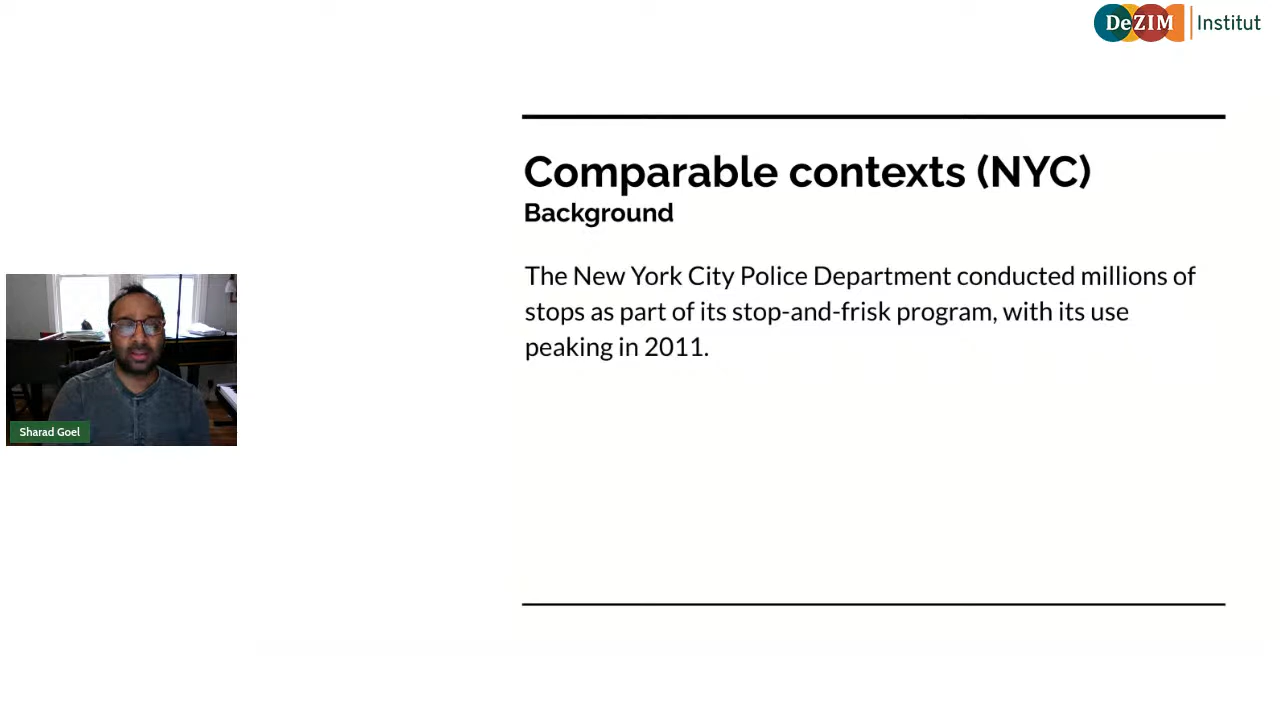 DeZIM Institut
Comparable contexts (NYC)
Background
The New York City Police Department conducted millions of
stops as part of its stop-and-frisk program, with its use
peaking in 2011.
Sharad Goel